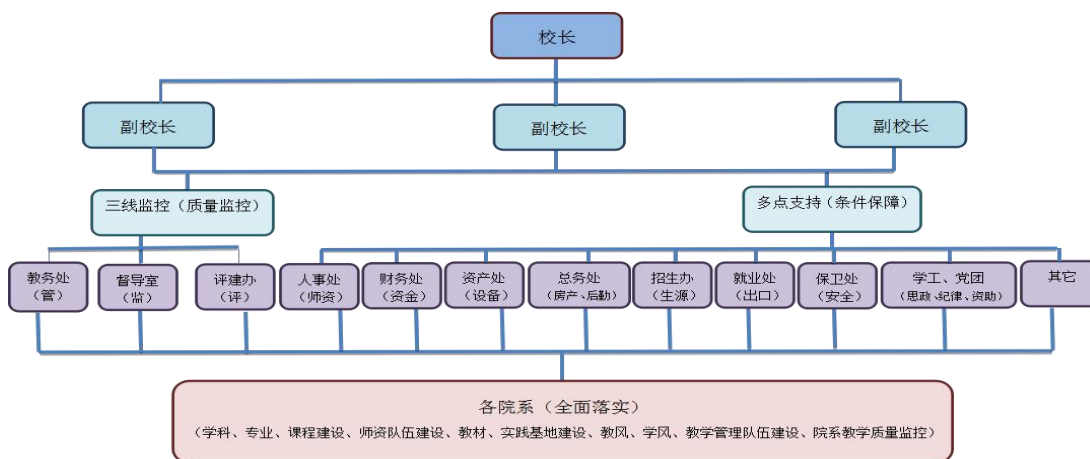 校长
副校长
副校长
副校长
三线监控（质量监控）
多点支持（条件保障）
教务处
（管）
督导室
（监）
评建办
（评）
人事处
（师资）
财务处
（资金）
资产处
（设备）
总务处
（房产、后勤）
招生办
（生源）
就业处
（出口）
保卫处
（安全）
学工、党团
（思政、纪律、资助）
其它
各院系（全面落实）
（学科、专业、课程建设、师资队伍建设、教材、实践基地建设、教风、学风、教学管理队伍建设、院系教学质量监控）